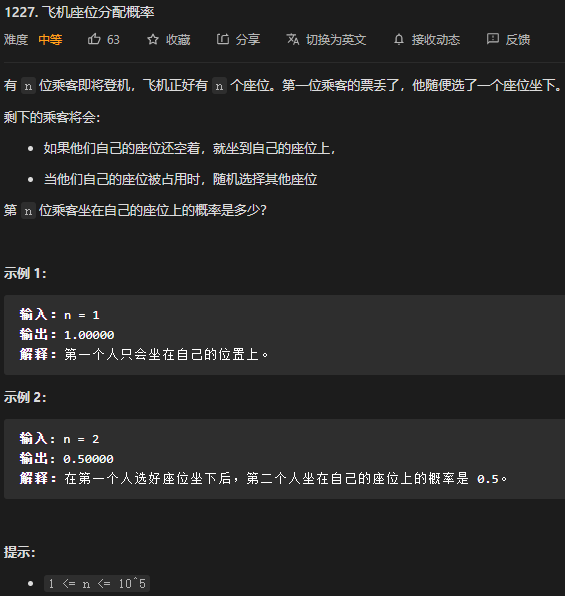 1227. 飞机座位分配概率
难度 中等 63 收藏 分享 切换为英文 接收动态 反馈
有 n 位乘客即将登机，飞机正好有 n 个座位。第一位乘客的票丢了，他随便选了一个座位坐下。
剩下的乘客将会：
• 如果他们自己的座位还空着，就坐到自己的座位上，
• 当他们自己的座位被占用时，随机选择其他座位
第 n 位乘客坐在自己的座位上的概率是多少？
示例 1：
输入：n = 1
输出：1.00000
解释：第一个人只会坐在自己的位置上。
示例 2：
输入：n = 2
输出：0.50000
解释：在第一个人选好座位坐下后，第二个人坐在自己的座位上的概率是 0.5。
提示：
• 1 <= n <= 10^5